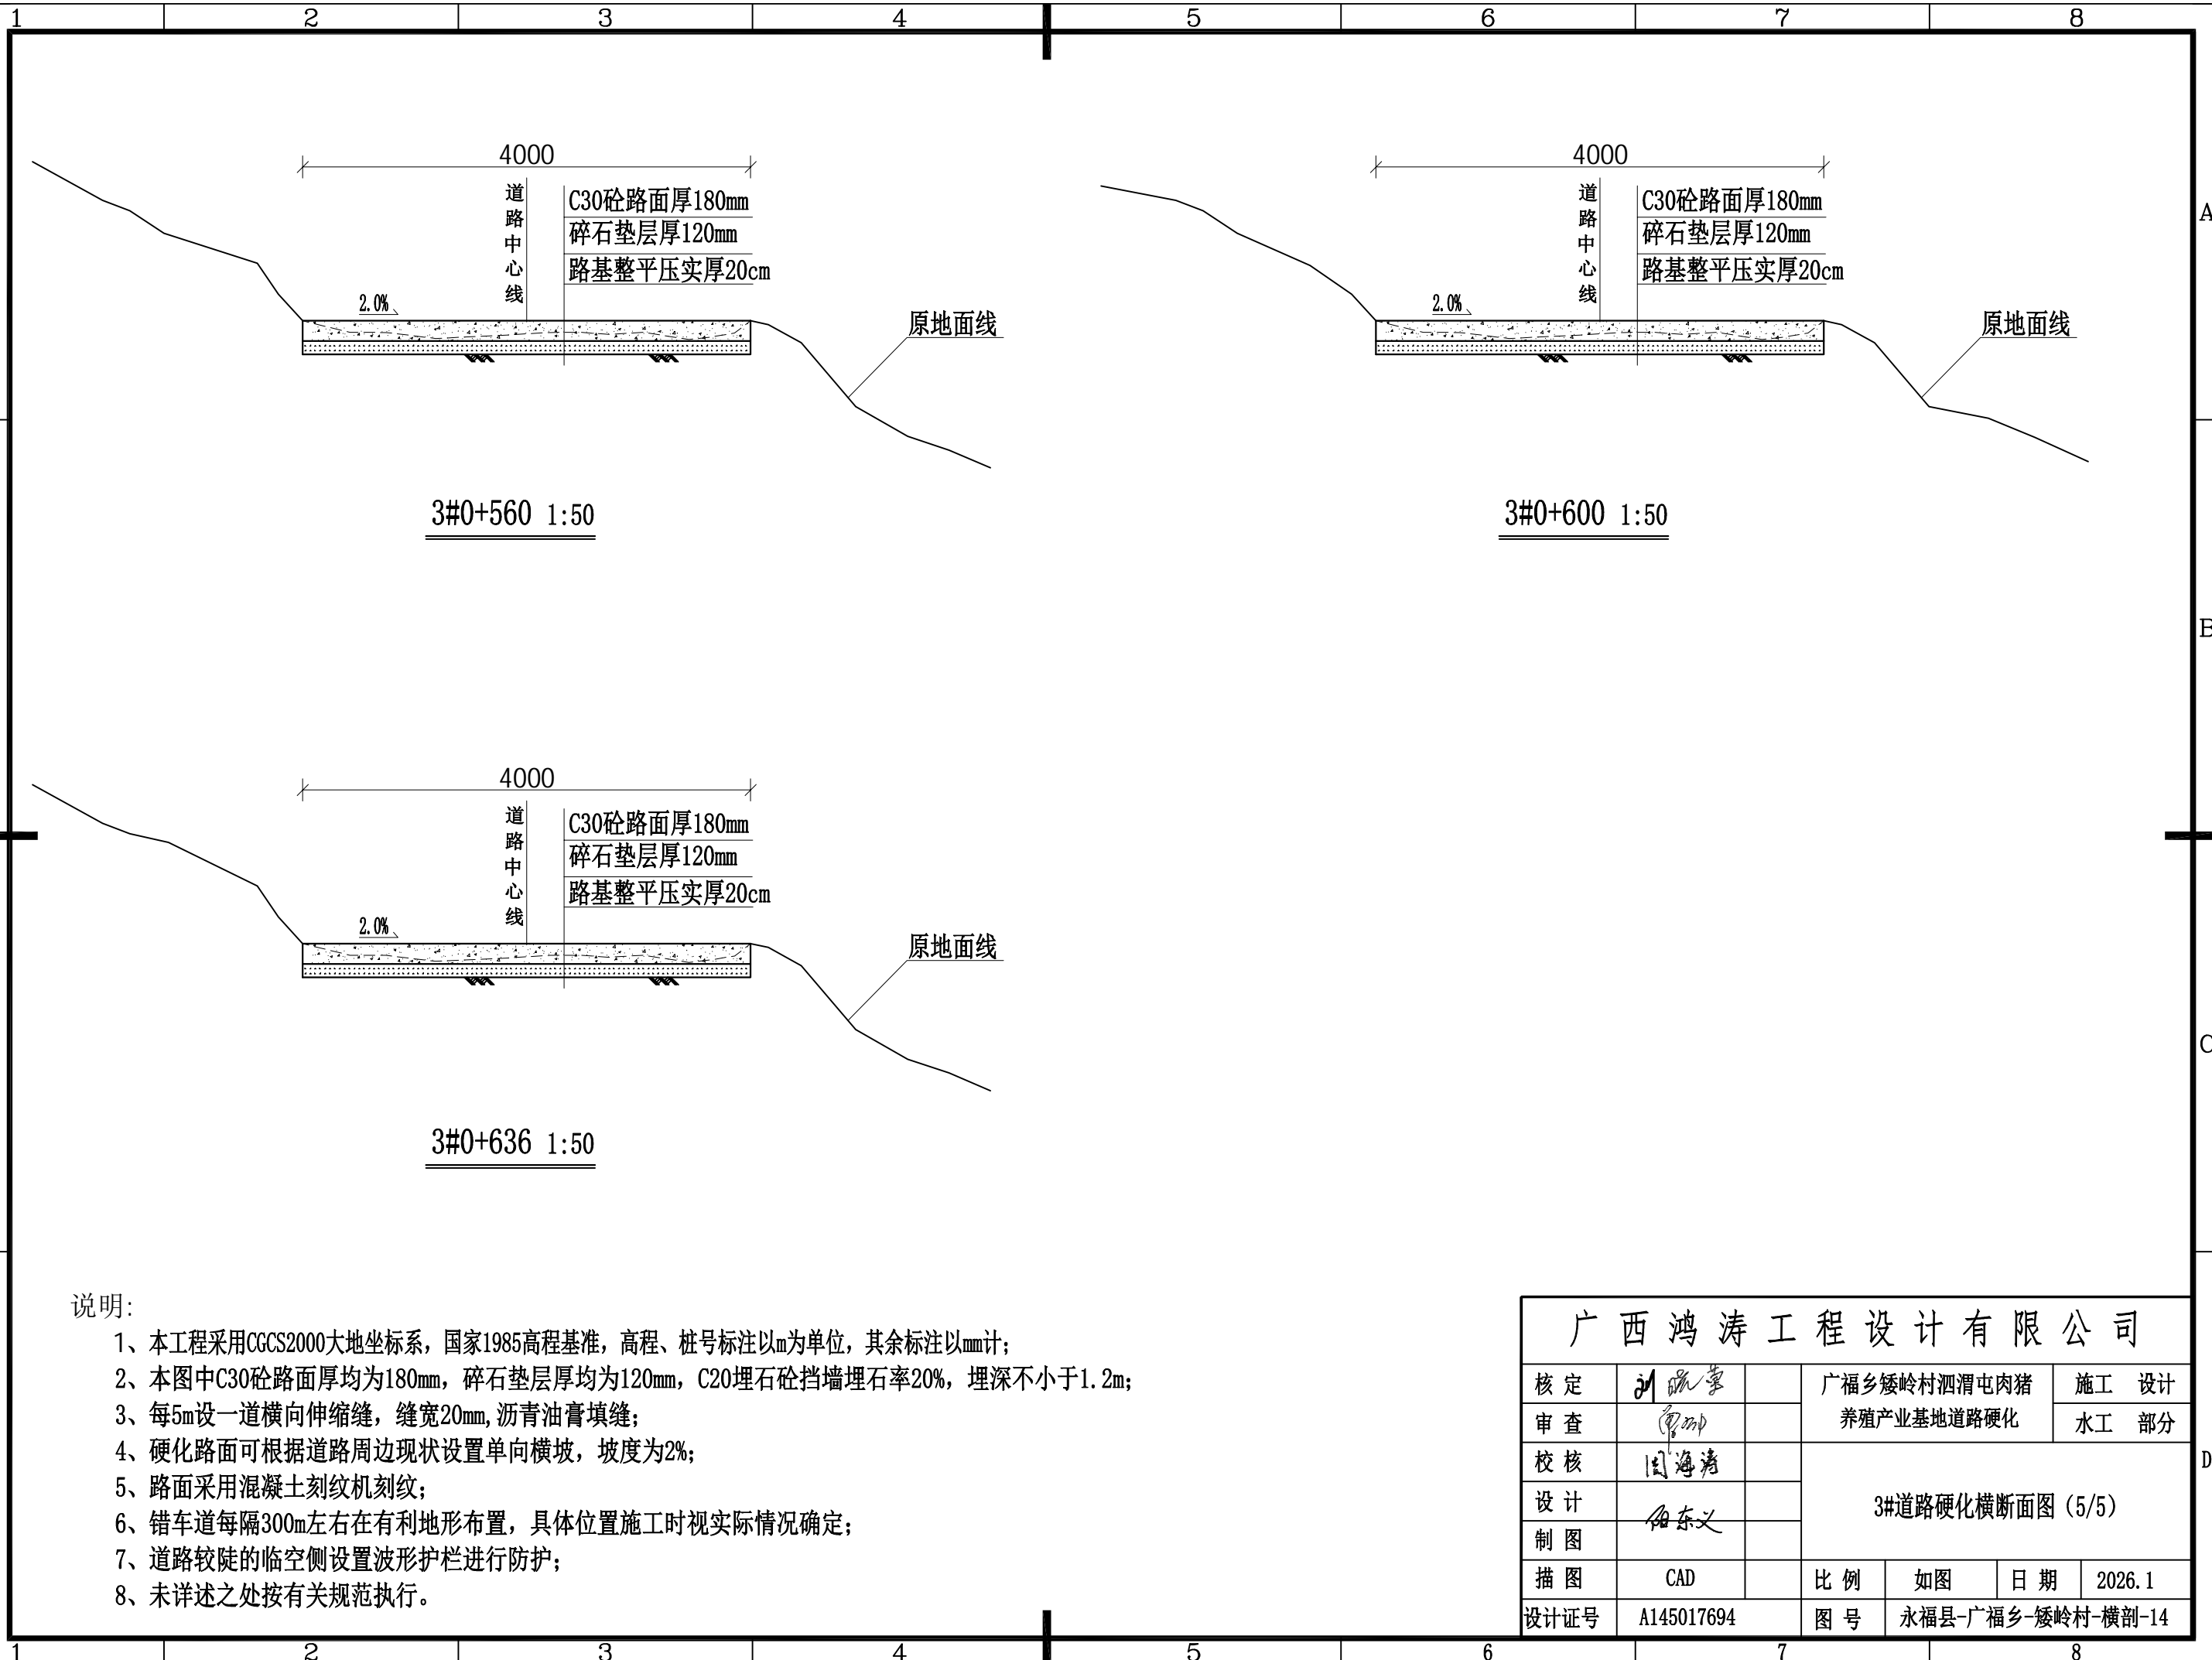 1 2 3 4 5 6 7 8
A
B
C
D
4000
道路中心线
C30砼路面厚180mm
碎石垫层厚120mm
路基整平压实厚20cm
2.0%
原地面线
3#0+560 1:50
4000
道路中心线
C30砼路面厚180mm
碎石垫层厚120mm
路基整平压实厚20cm
2.0%
原地面线
3#0+600 1:50
4000
道路中心线
C30砼路面厚180mm
碎石垫层厚120mm
路基整平压实厚20cm
2.0%
原地面线
3#0+636 1:50
说明:
1、本工程采用CGCS2000大地坐标系，国家1985高程基准，高程、桩号标注以m为单位，其余标注以mm计；
2、本图中C30砼路面厚均为180mm，碎石垫层厚均为120mm，C20埋石砼挡墙埋石率20%，埋深不小于1.2m；
3、每5m设一道横向伸缩缝，缝宽20mm,沥青油膏填缝；
4、硬化路面可根据道路周边现状设置单向横坡，坡度为2%；
5、路面采用混凝土刻纹机刻纹；
6、错车道每隔300m左右在有利地形布置，具体位置施工时视实际情况确定；
7、道路较陡的临空侧设置波形护栏进行防护；
8、未详述之处按有关规范执行。
广西鸿涛工程设计有限公司
核定
广福乡矮岭村泗渭屯肉猪
养殖产业基地道路硬化
施工 设计
审查
水工 部分
校核 周海涛
3#道路硬化横断面图（5/5）
设计
制图
描图 CAD 比例 如图 日期 2026.1
设计证号 A145017694 图号 永福县-广福乡-矮岭村-横剖-14
1 2 3 4 5 6 7 8